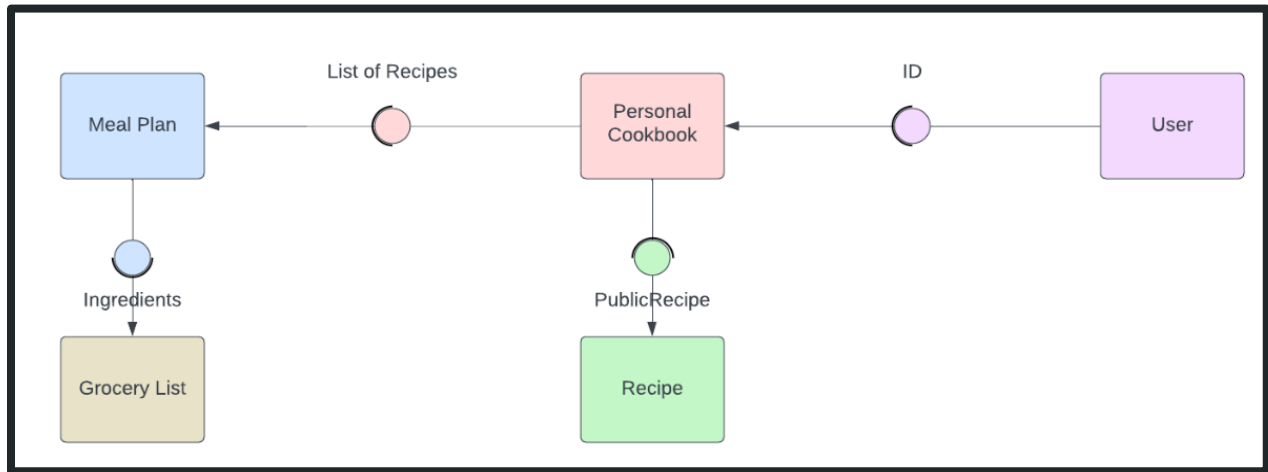 List of Recipes
ID
Meal Plan
Personal
Cookbook
User
Ingredients
PublicRecipe
Grocery List
Recipe